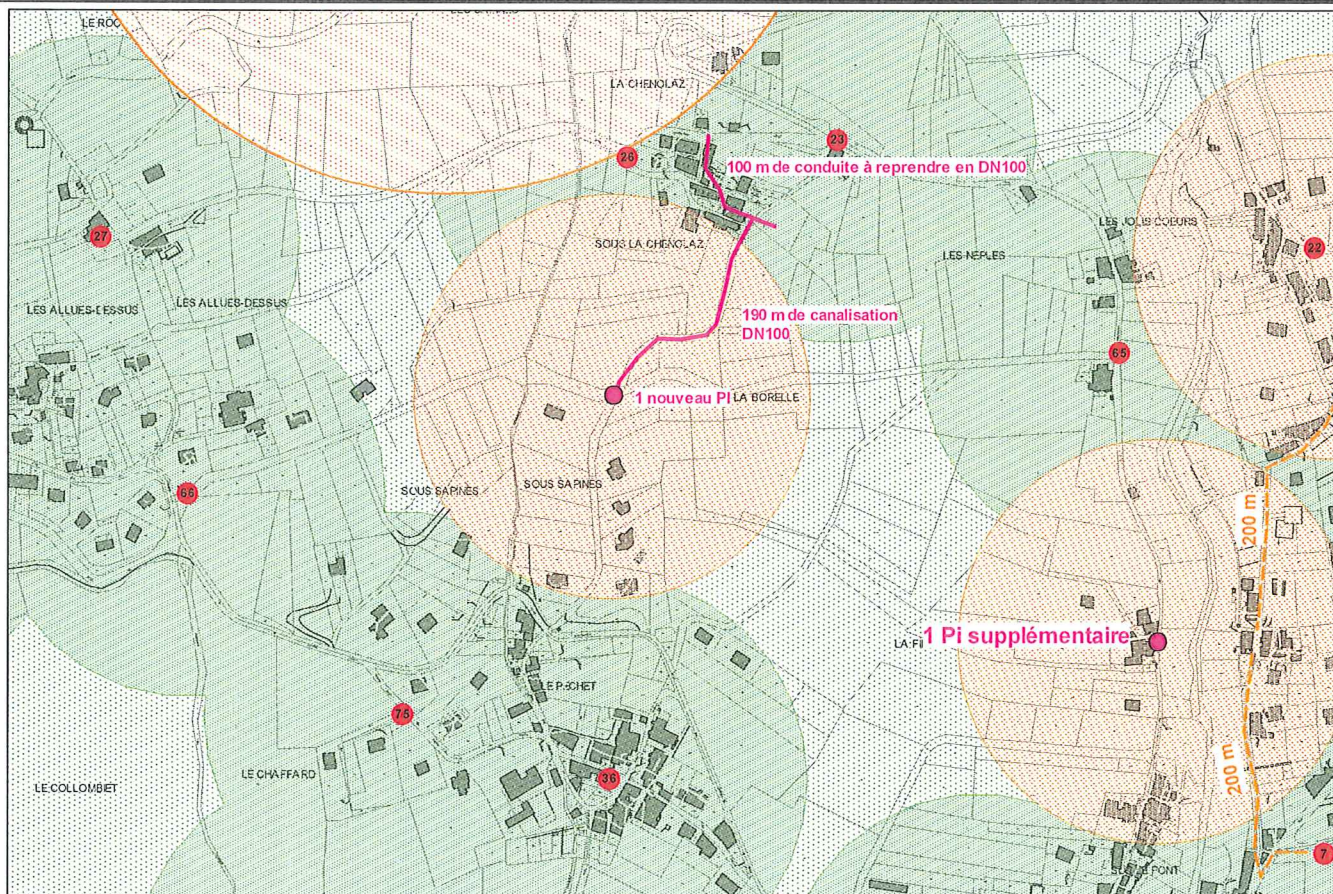 LA CHENOLAZ
23
26
100 m de conduite à reprendre en DN100
LES JOLIS COEURS
27
SOUS LA CHENOLAZ
22
LES NEPLES
LES ALLUES-DESSUS
LES ALLUES-DESSUS
190 m de canalisation
DN100
65
1 nouveau PI
LA BORELLE
SOUS SAPINES
SOUS SAPINES
66
200 m
1 Pi supplémentaire
LE PECHET
75
200 m
LE CHAFFARD
36
LE COLLOMBET
7